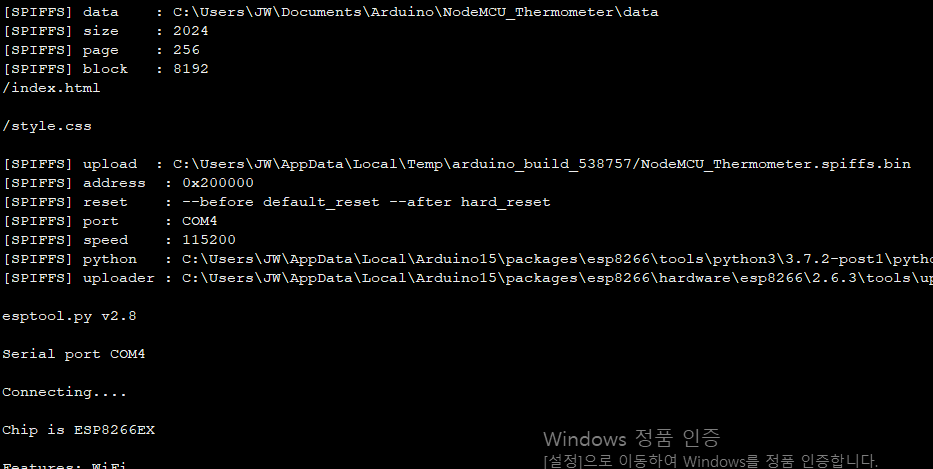 [SPIFFS] data    : C:\Users\JW\Documents\Arduino\NodeMCU_Thermometer\data
[SPIFFS] size    : 2024
[SPIFFS] page    : 256
[SPIFFS] block   : 8192
/index.html
/style.css
[SPIFFS] upload  : C:\Users\JW\AppData\Local\Temp\arduino_build_538757/NodeMCU_Thermometer.spiffs.bin
[SPIFFS] address  : 0x200000
[SPIFFS] reset    : --before default_reset --after hard_reset
[SPIFFS] port     : COM4
[SPIFFS] speed    : 115200
[SPIFFS] python   : C:\Users\JW\AppData\Local\Arduino15\packages\esp8266\tools\python3\3.7.2-post1\pytho
[SPIFFS] uploader : C:\Users\JW\AppData\Local\Arduino15\packages\esp8266\hardware\esp8266\2.6.3\tools\up
esptool.py v2.8
Serial port COM4
Connecting....
Chip is ESP8266EX
Windows 정품 인증
Features: WiFi
[설정]으로 이동하여 Windows를 정품 인증합니다.